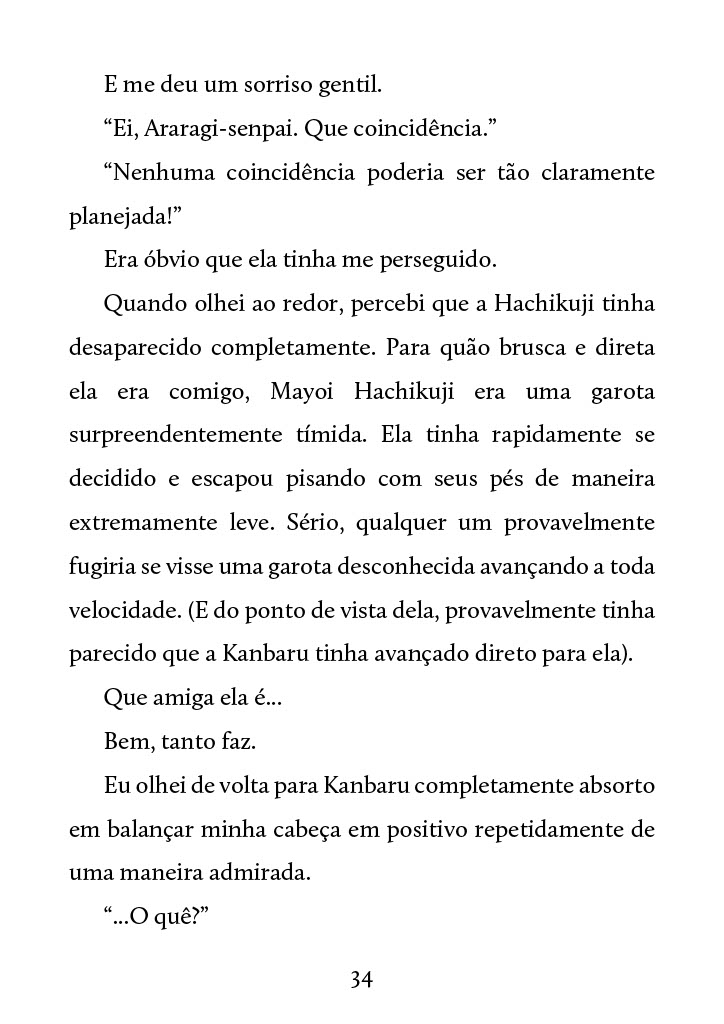 E me deu um sorriso gentil.
“Ei, Araragi-senpai. Que coincidência.”
“Nenhuma coincidência poderia ser tão claramente
planejada!”
Era óbvio que ela tinha me perseguido.
Quando olhei ao redor, percebi que a Hachikuji tinha
desaparecido completamente. Para quão brusca e direta
ela era comigo, Mayoi Hachikuji era uma garota
surpreendentemente tímida. Ela tinha rapidamente se
decidido e escapou pisando com seus pés de maneira
extremamente leve. Sério, qualquer um provavelmente
fugiria se visse uma garota desconhecida avançando a toda
velocidade. (E do ponto de vista dela, provavelmente tinha
parecido que a Kanbaru tinha avançado direto para ela).
Que amiga ela é...
Bem, tanto faz.
Eu olhei de volta para Kanbaru completamente absorto
em balançar minha cabeça em positivo repetidamente de
uma maneira admirada.
“...O quê?”
34